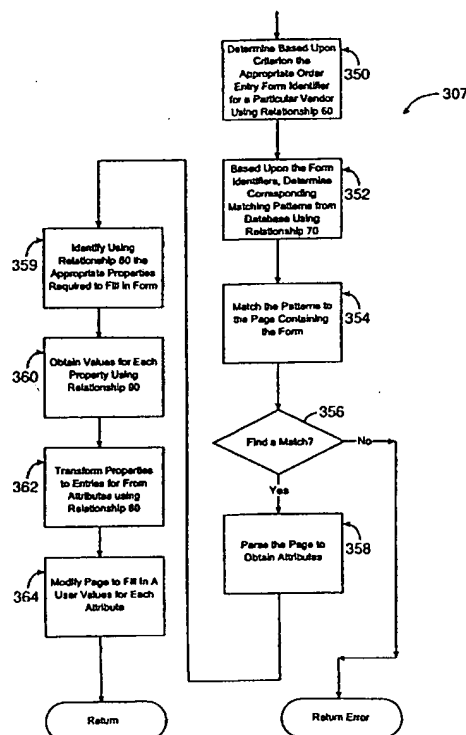 Determine Based Upon
Criterion the
Appropriate Order
Entry Form Identifier
for a Particular Vendor
Using Relationship 60
350
307
Based Upon the Form
Identifiers, Determine
Corresponding
Matching Patterns from
Database Using
Relationship 70
352
Match the Patterns to
the Page Containing
the Form
354
Find a Match?
356
No
Yes
Parse the Page to
Obtain Attributes
358
Return Error
Identify Using
Relationship 80 the
Appropriate Properties
Required to Fill in Form
359
Obtain Values for Each
Property Using
Relationship 90
360
Transform Properties
to Entries for From
Attributes using
Relationship 80
362
Modify Page to Fill In A
User Values for Each
Attribute
364
Return